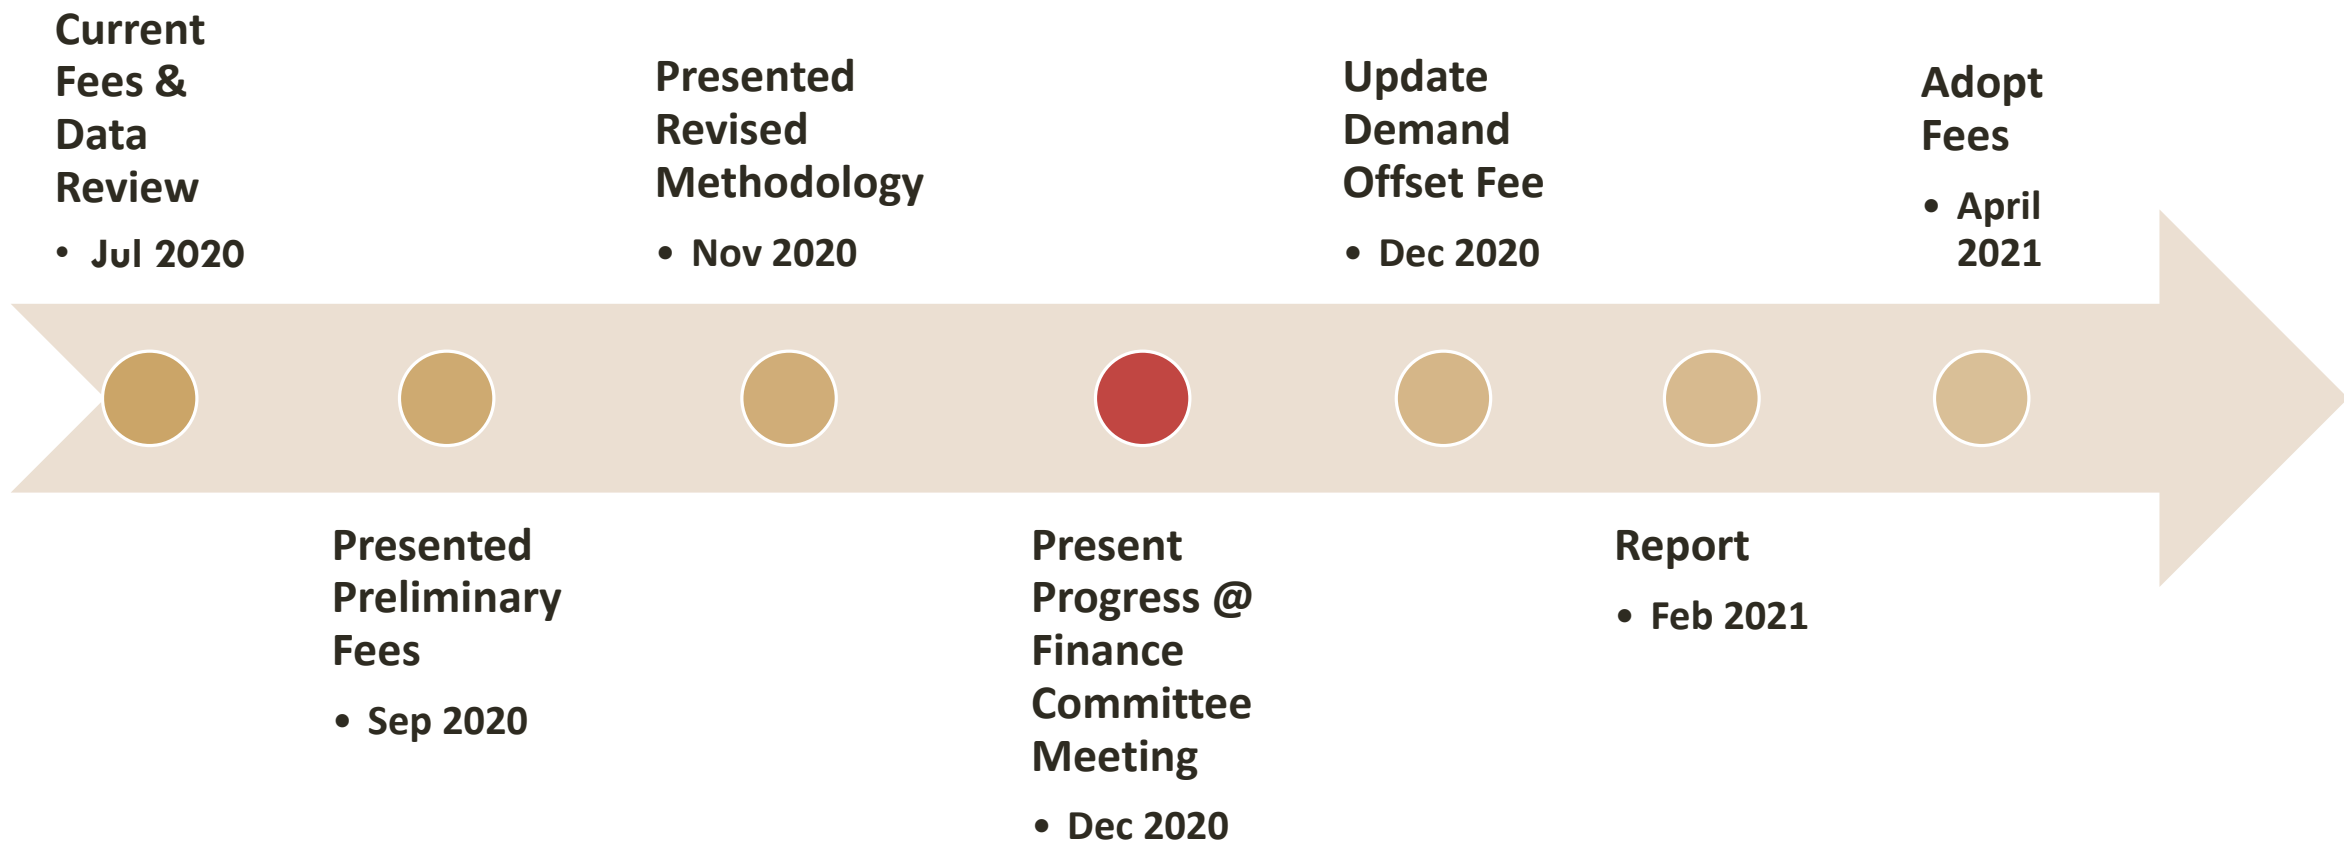 Current
Fees &
Data
Review
• Jul 2020
Presented
Preliminary
Fees
• Sep 2020
Presented
Revised
Methodology
• Nov 2020
Present
Progress @
Finance
Committee
Meeting
• Dec 2020
Update
Demand
Offset Fee
• Dec 2020
Report
• Feb 2021
Adopt
Fees
• April
2021